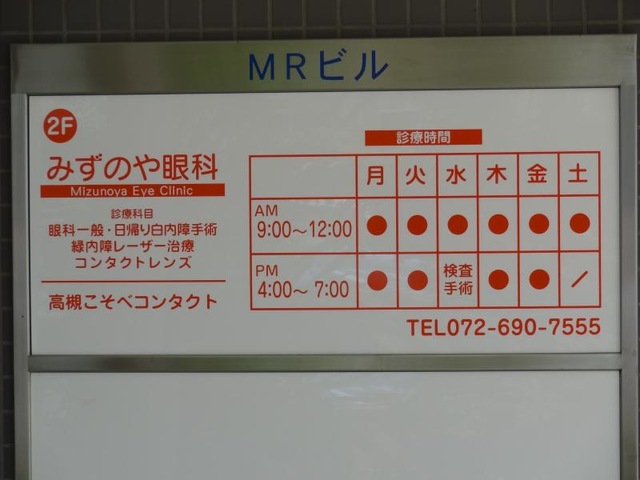 MRビル
2F
みずのや眼科
Mizunoya Eye Clinic
診療科目
眼科一般・日帰り白内障手術
緑内障レーザー治療
コンタクトレンズ
高槻こそべコンタクト
診療時間
月 火 水 木 金 土
AM
9:00〜12:00 ● ● ● ● ● ●
PM
4:00〜7:00 ● ● 検査手術 ● ● /
TEL072-690-7555